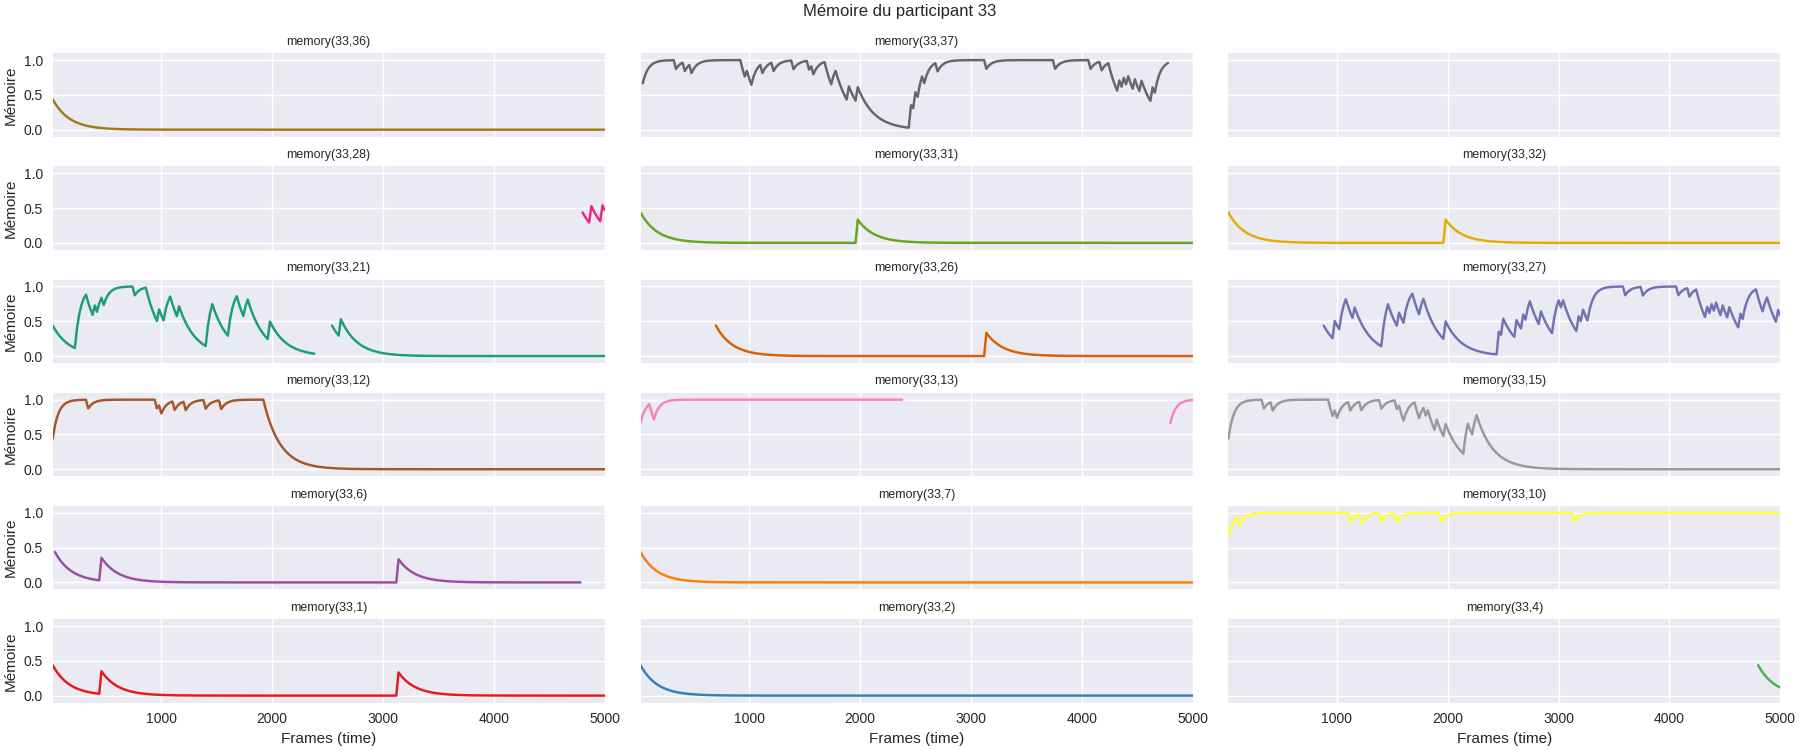 Mémoire du participant 33
memory(33,36)
memory(33,37)
Mémoire
1.0
0.5
0.0
memory(33,28)
memory(33,31)
memory(33,32)
Mémoire
1.0
0.5
0.0
memory(33,21)
memory(33,26)
memory(33,27)
Mémoire
1.0
0.5
0.0
memory(33,12)
memory(33,13)
memory(33,15)
Mémoire
1.0
0.5
0.0
memory(33,6)
memory(33,7)
memory(33,10)
Mémoire
1.0
0.5
0.0
memory(33,1)
memory(33,2)
memory(33,4)
Mémoire
1.0
0.5
0.0
1000 2000 3000 4000 5000
1000 2000 3000 4000 5000
1000 2000 3000 4000 5000
Frames (time)
Frames (time)
Frames (time)